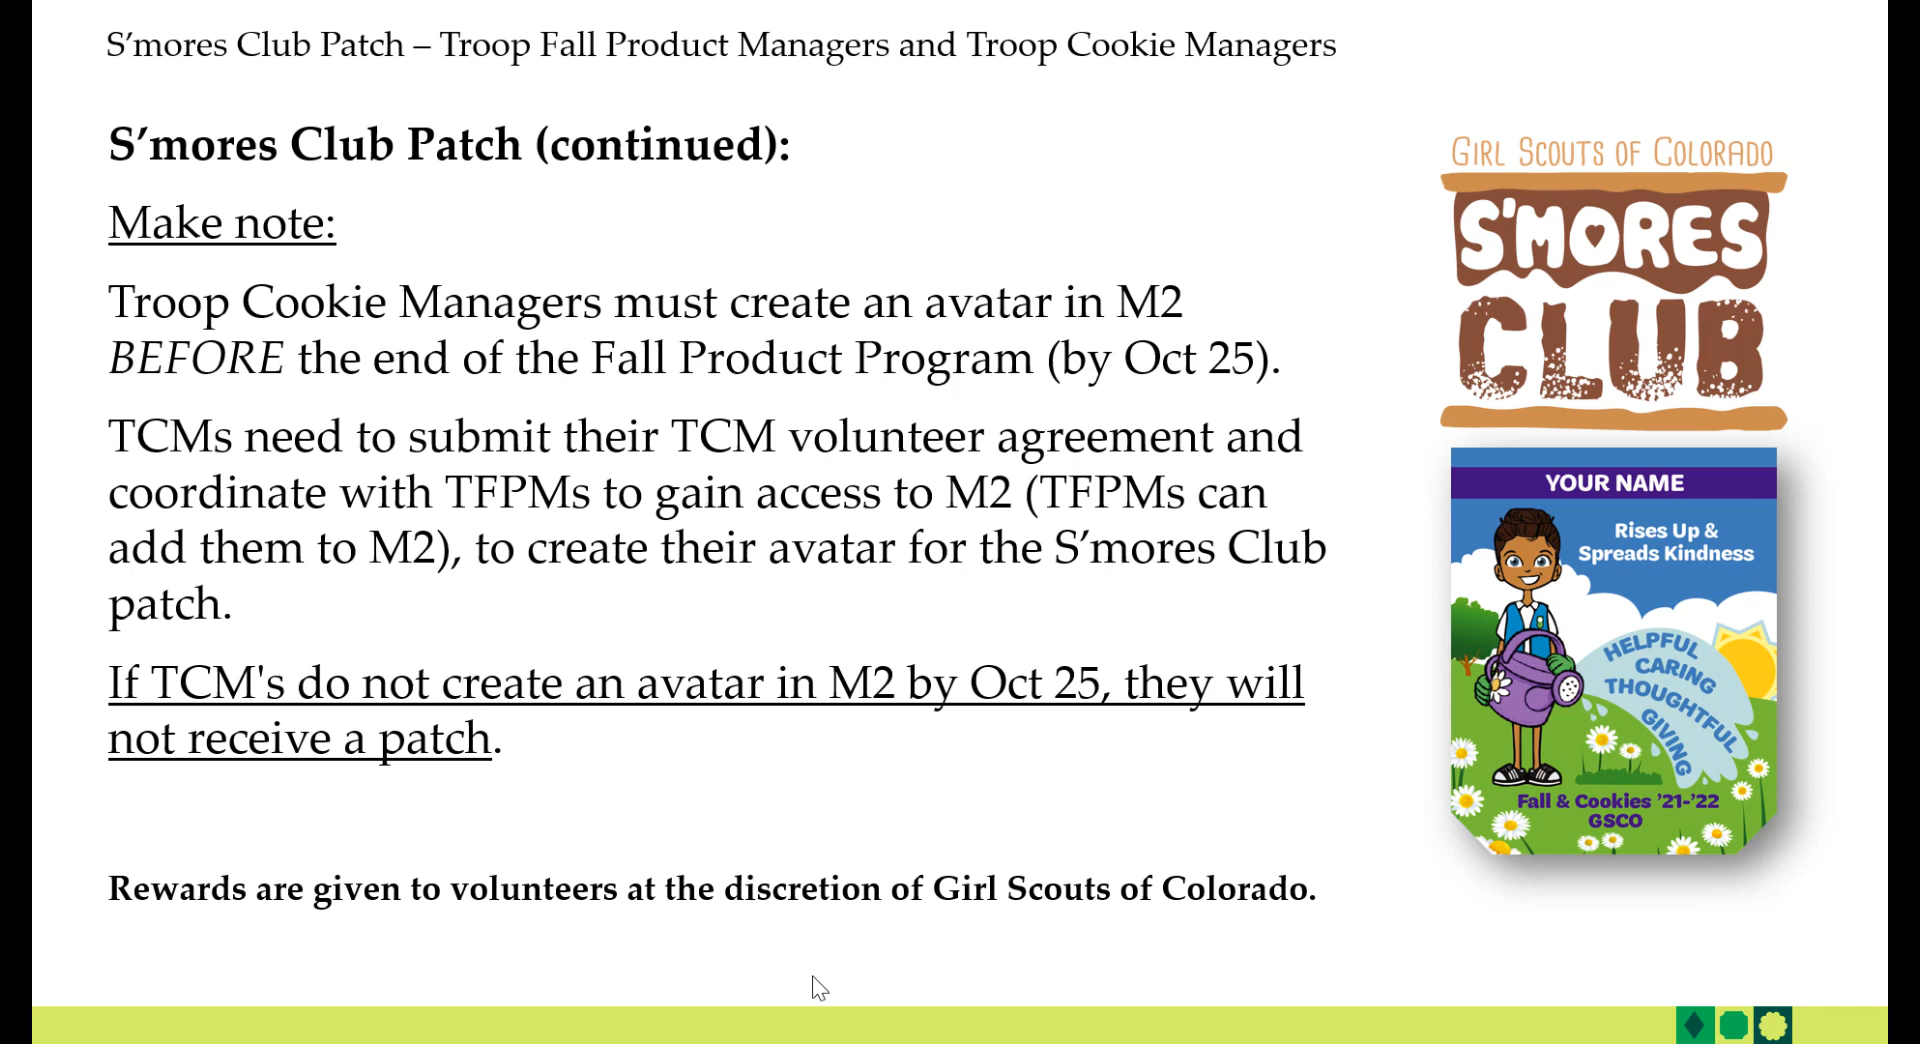 S’mores Club Patch – Troop Fall Product Managers and Troop Cookie Managers
S’mores Club Patch (continued):
Make note:
Troop Cookie Managers must create an avatar in M2
BEFORE the end of the Fall Product Program (by Oct 25).
TCMs need to submit their TCM volunteer agreement and
coordinate with TFPMs to gain access to M2 (TFPMs can
add them to M2), to create their avatar for the S’mores Club
patch.
If TCM's do not create an avatar in M2 by Oct 25, they will
not receive a patch.
Rewards are given to volunteers at the discretion of Girl Scouts of Colorado.
GIRL SCOUTS OF COLORADO
S'MORES
CLUB
YOUR NAME
Rises Up &
Spreads Kindness
HELPFUL
CARING
THOUGHTFUL
GIVING
Fall & Cookies ’21-’22
GSCO